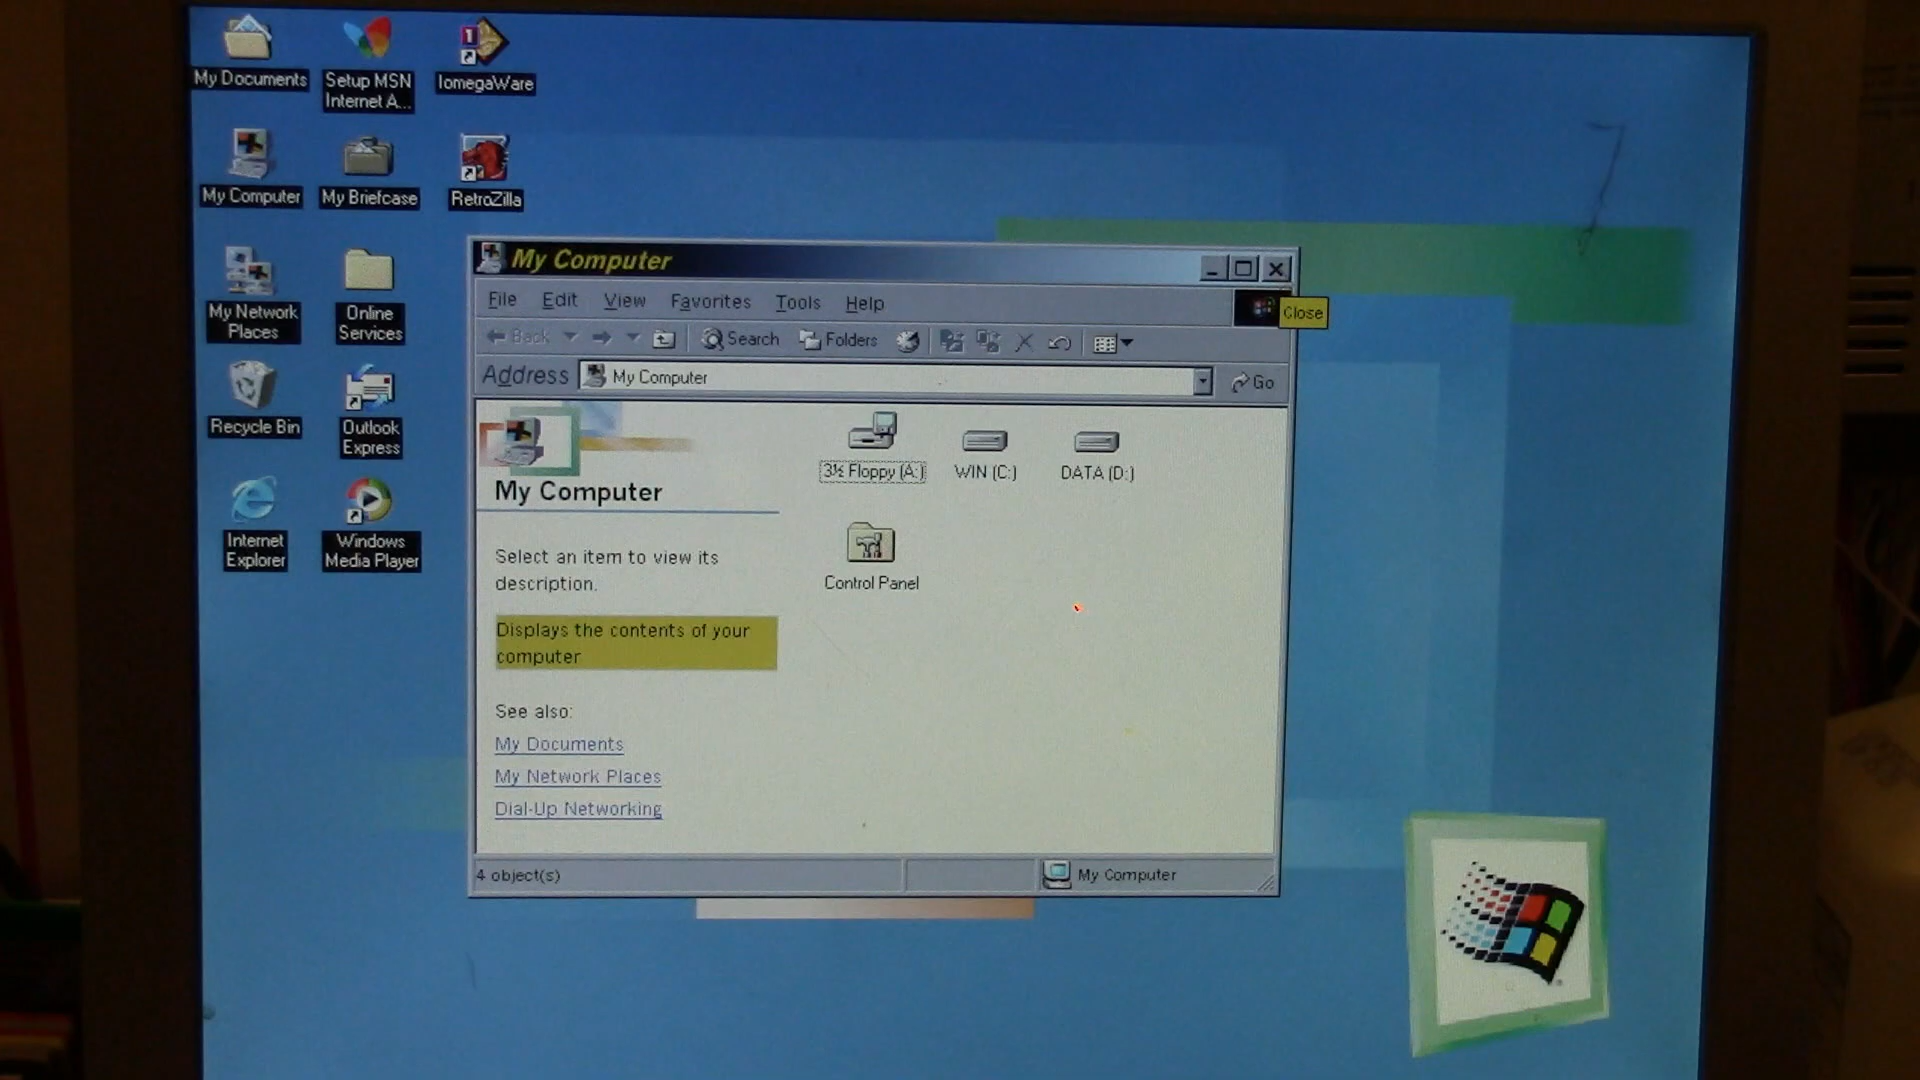 My Documents
Setup MSN
Internet A...
IomegaWare
My Computer
My Briefcase
RetroZilla
My Network
Places
Online
Services
Recycle Bin
Outlook
Express
Internet
Explorer
Windows
Media Player
My Computer
File Edit View Favorites Tools Help
Close
Back Search Folders
Address My Computer Go
3½ Floppy (A:) WIN (C:) DATA (D:)
Control Panel
My Computer
Select an item to view its
description.
Displays the contents of your
computer
See also:
My Documents
My Network Places
Dial-Up Networking
4 object(s) My Computer